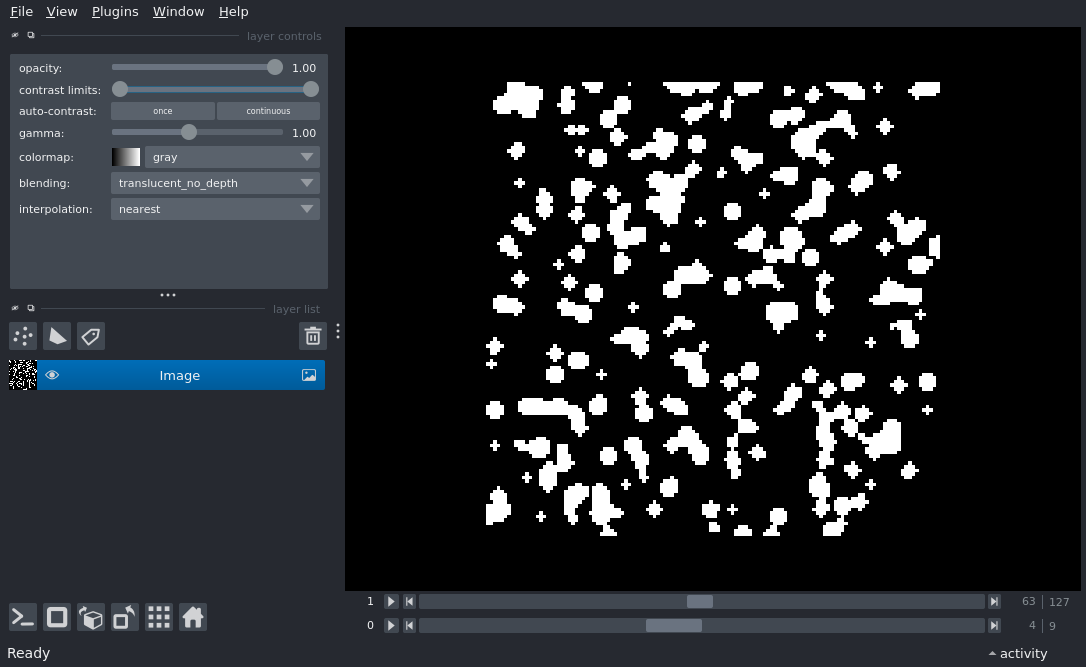 File View Plugins Window Help
layer controls
opacity: 1.00
contrast limits:
auto-contrast: once continuous
gamma: 1.00
colormap: gray
blending: translucent_no_depth
interpolation: nearest
layer list
Image
1 63 127
0 4 9
Ready activity